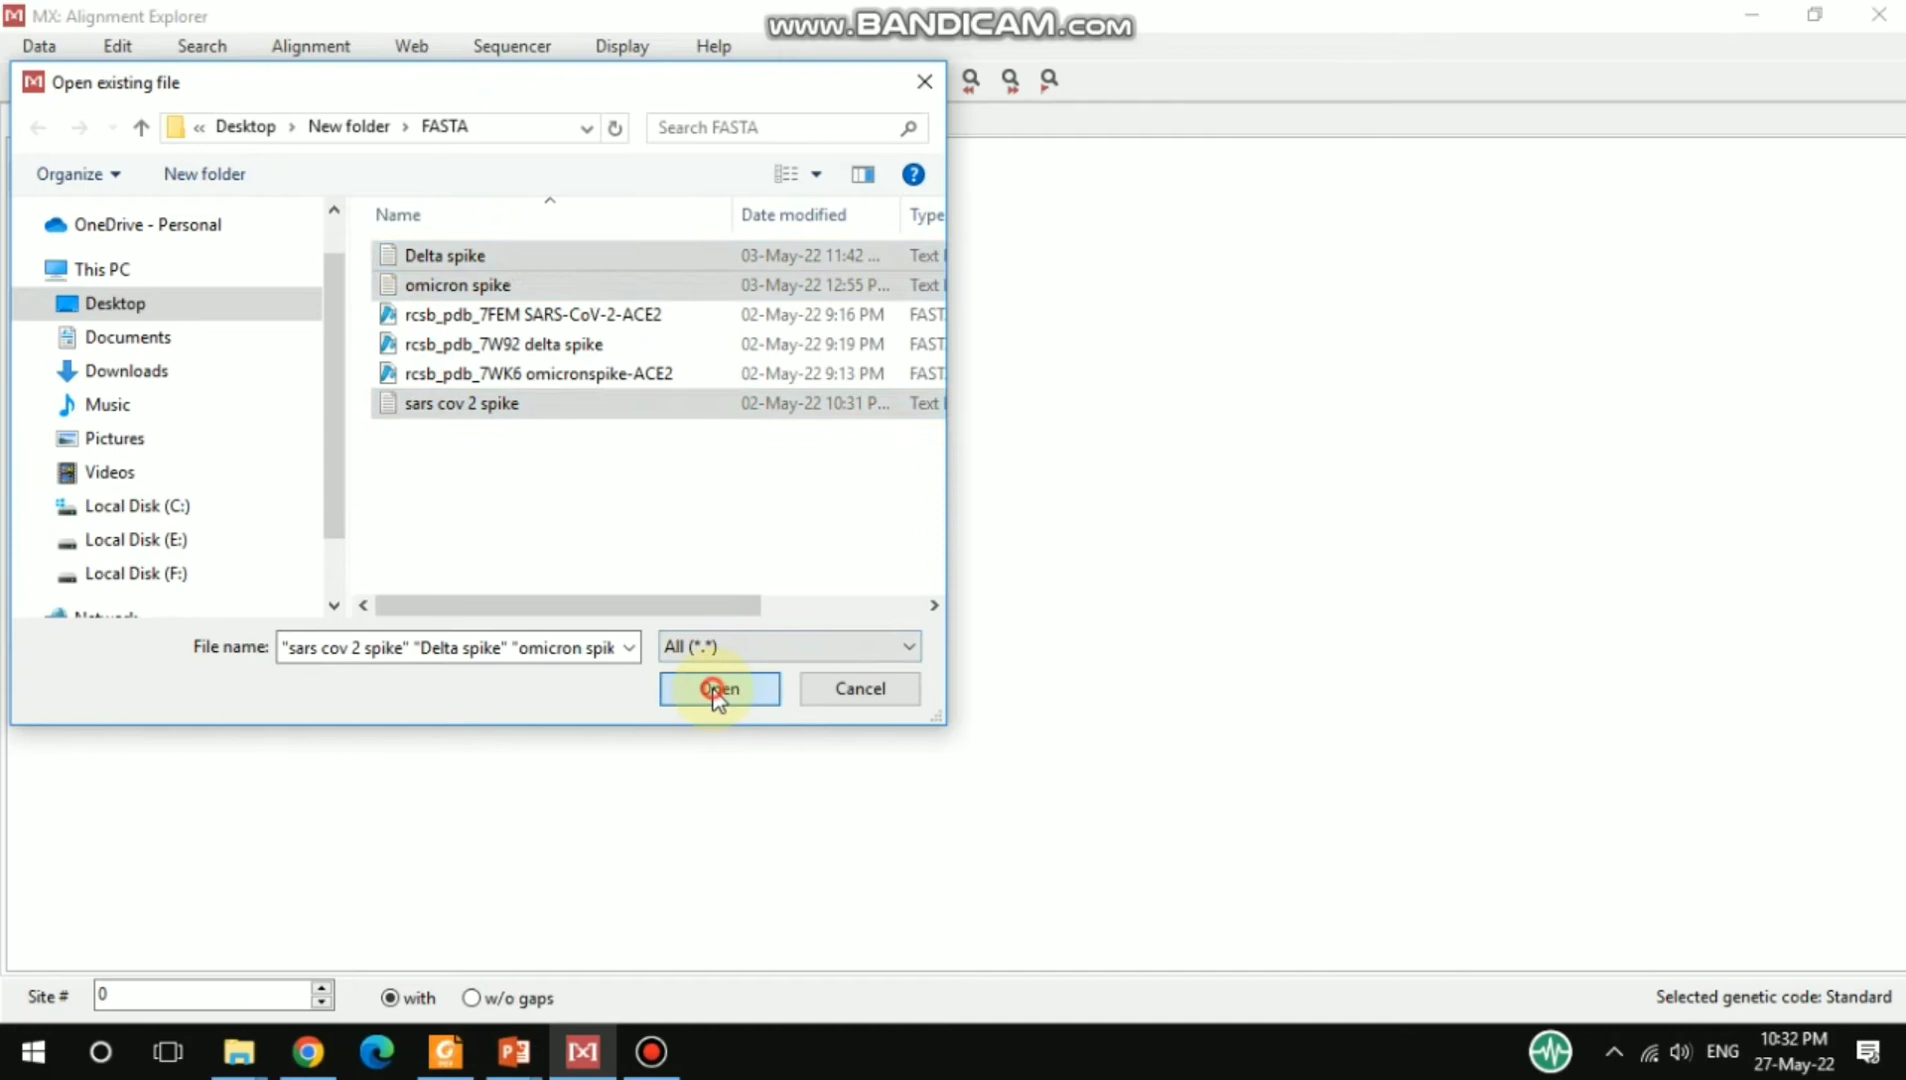 MX: Alignment Explorer
www.BANDICAM.com
Data Edit Search Alignment Web Sequencer Display Help
Open existing file
« Desktop › New folder › FASTA
Search FASTA
Organize New folder
OneDrive - Personal
This PC
Desktop
Documents
Downloads
Music
Pictures
Videos
Local Disk (C:)
Local Disk (E:)
Local Disk (F:)
Name Date modified Type
Delta spike 03-May-22 11:42 ... Text
omicron spike 03-May-22 12:55 P... Text
rcsb_pdb_7FEM SARS-CoV-2-ACE2 02-May-22 9:16 PM FAST
rcsb_pdb_7W92 delta spike 02-May-22 9:19 PM FAST
rcsb_pdb_7WK6 omicronspike-ACE2 02-May-22 9:13 PM FAST
sars cov 2 spike 02-May-22 10:31 P... Text
File name: "sars cov 2 spike" "Delta spike" "omicron spik All (*.*)
Open Cancel
Site # 0 with w/o gaps Selected genetic code: Standard
ENG 10:32 PM
27-May-22